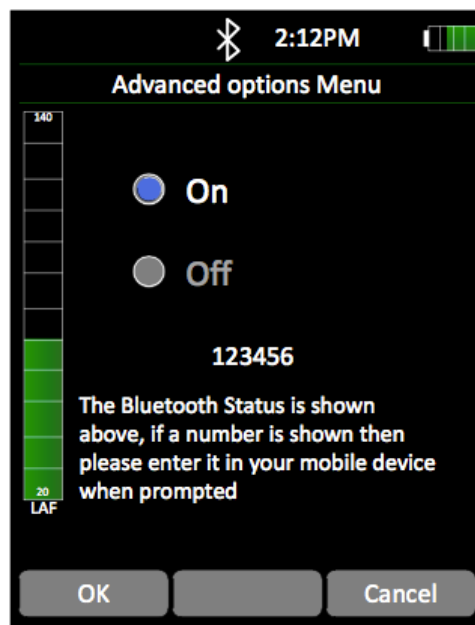 2:12PM
Advanced options Menu
140
On
Off
123456
The Bluetooth Status is shown
above, if a number is shown then
please enter it in your mobile device
when prompted
20
LAF
OK
Cancel